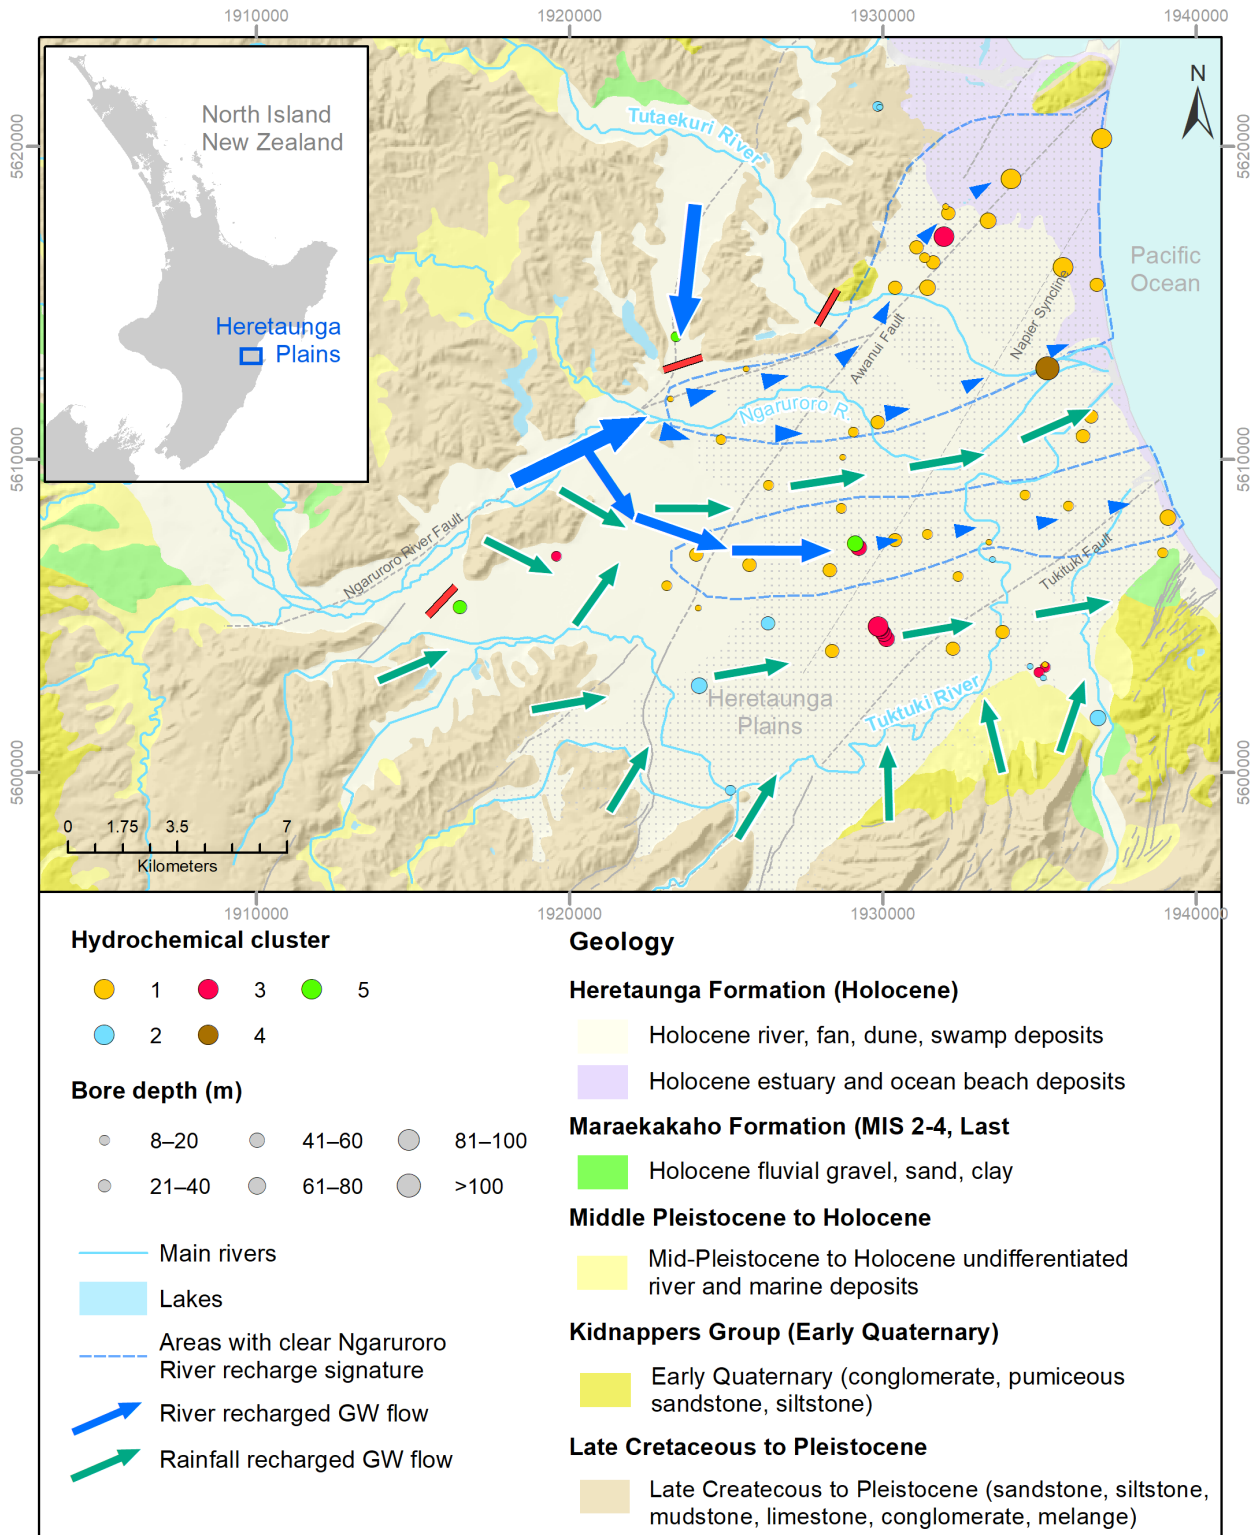 1910000
1920000
1930000
1940000
N
North Island
New Zealand
Heretaunga
Plains
5620000
5620000
Tutaekuri River
Pacific
Ocean
Napier Syncline
Awanui Fault
Ngaruroro R.
5610000
5610000
Ngaruroro River Fault
Tukituki Fault
Heretaunga
Plains
Tuktuki River
5600000
5600000
0 1.75 3.5 7
Kilometers
1910000
1920000
1930000
1940000
Hydrochemical cluster
1 3 5
2 4
Bore depth (m)
8–20 41–60 81–100
21–40 61–80 >100
Main rivers
Lakes
Areas with clear Ngaruroro
River recharge signature
River recharged GW flow
Rainfall recharged GW flow
Geology
Heretaunga Formation (Holocene)
Holocene river, fan, dune, swamp deposits
Holocene estuary and ocean beach deposits
Maraekakaho Formation (MIS 2-4, Last
Holocene fluvial gravel, sand, clay
Middle Pleistocene to Holocene
Mid-Pleistocene to Holocene undifferentiated
river and marine deposits
Kidnappers Group (Early Quaternary)
Early Quaternary (conglomerate, pumiceous
sandstone, siltstone)
Late Cretaceous to Pleistocene
Late Createcous to Pleistocene (sandstone, siltstone,
mudstone, limestone, conglomerate, melange)